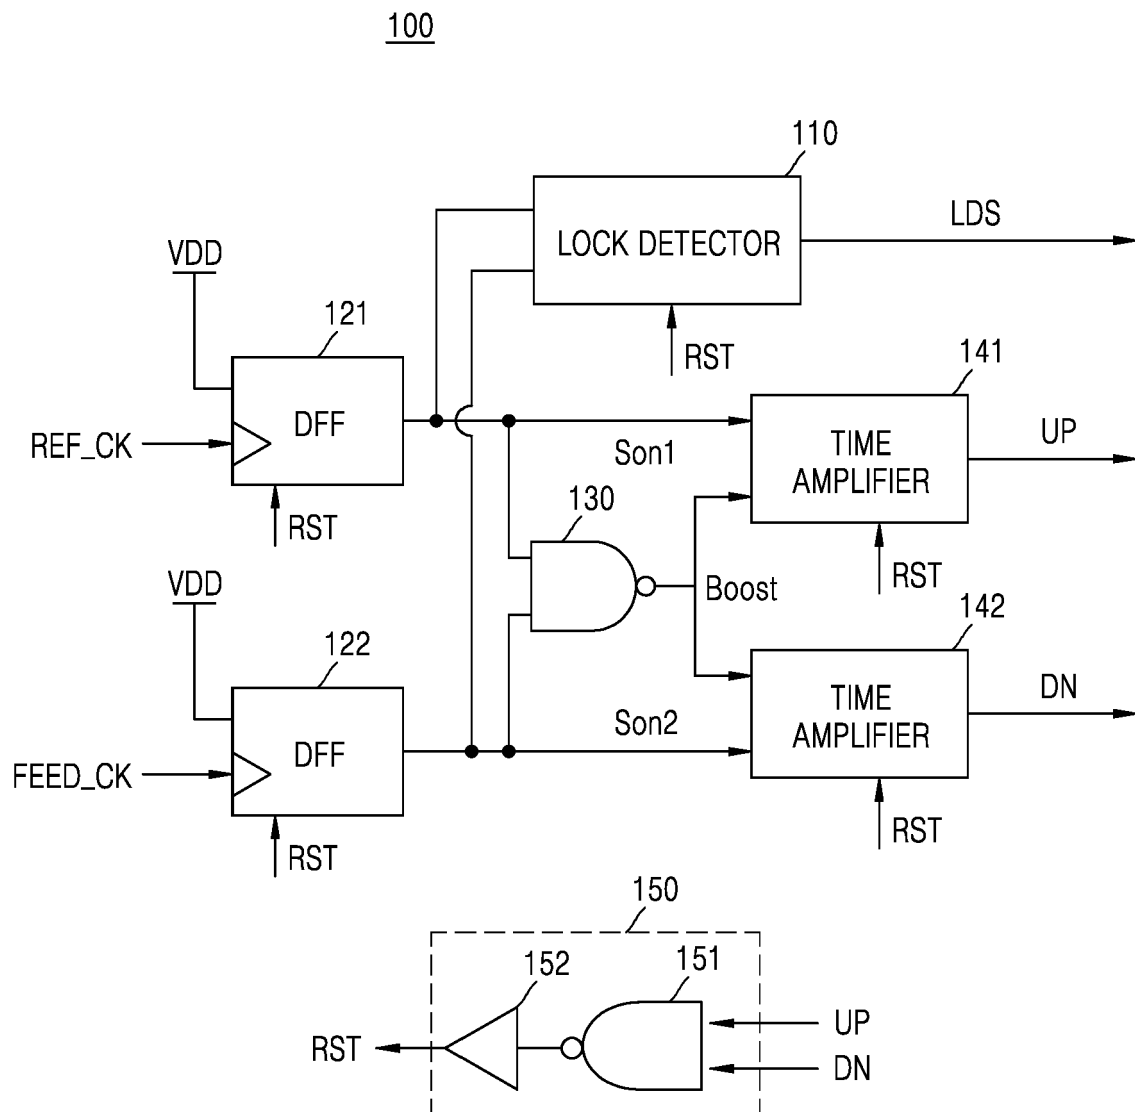 100
110
LOCK DETECTOR
LDS
VDD
121
RST
141
DFF
REF_CK
Son1
TIME
AMPLIFIER
UP
RST
130
VDD
Boost
RST
122
142
DFF
FEED_CK
Son2
TIME
AMPLIFIER
DN
RST
RST
150
152
151
RST
UP
DN